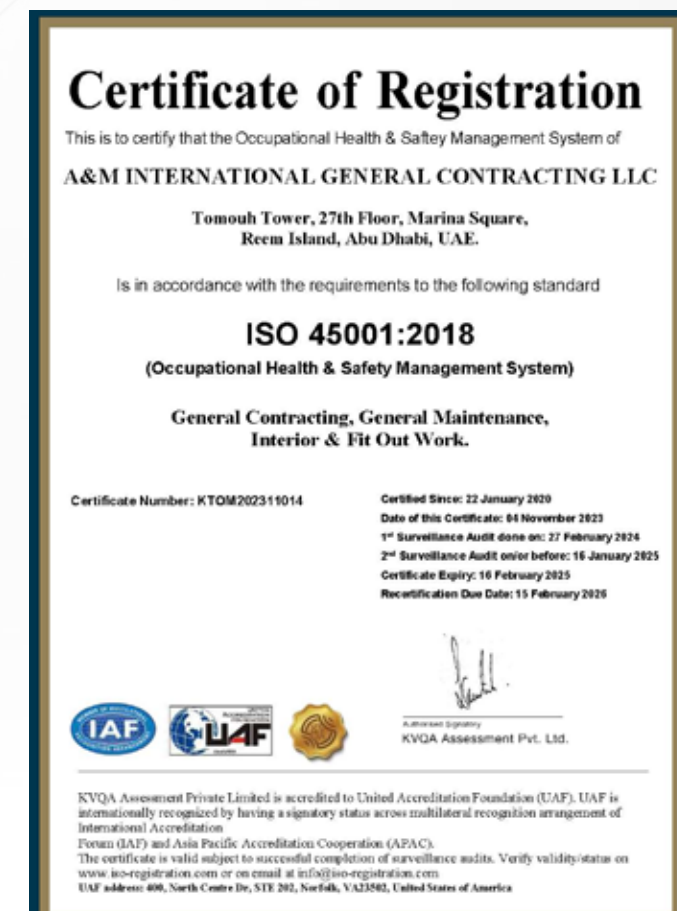 Certificate of Registration
This is to certify that the Occupational Health & Saftey Management System of
A&M INTERNATIONAL GENERAL CONTRACTING LLC
Tomouh Tower, 27th Floor, Marina Square,
Reem Island, Abu Dhabi, UAE.
Is in accordance with the requirements to the following standard
ISO 45001:2018
(Occupational Health & Safety Management System)
General Contracting, General Maintenance,
Interior & Fit Out Work.
Certificate Number: KTOM202311014
Certified Since: 22 January 2020
Date of this Certificate: 04 November 2023
1st Surveillance Audit done on: 27 February 2024
2nd Surveillance Audit on/or before: 16 January 2025
Certificate Expiry: 16 February 2025
Recertification Due Date: 15 February 2026
IAF
UAF
Authorised Signatory
KVQA Assessment Pvt. Ltd.
KVQA Assessment Private Limited is accredited to United Accreditation Foundation (UAF). UAF is
internationally recognized by having a signatory status across multilateral recognition arrangement of
International Accreditation
Forum (IAF) and Asia Pacific Accreditation Cooperation (APAC).
The certificate is valid subject to successful completion of surveillance audits. Verify validity/status on
www.iso-registration.com or on email at info@iso-registration.com
UAF address: 400, North Centre Dr, STE 202, Norfolk, VA23502, United States of America